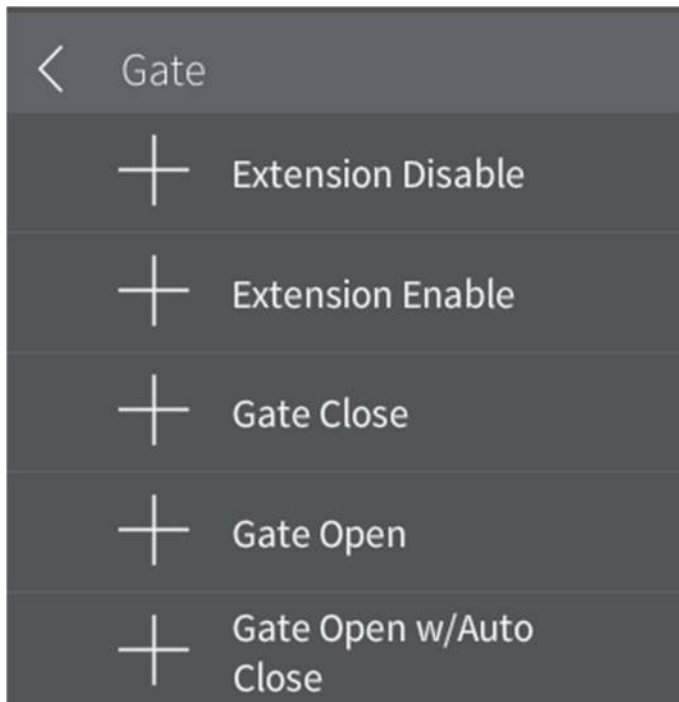 Gate
Extension Disable
Extension Enable
Gate Close
Gate Open
Gate Open w/Auto
Close